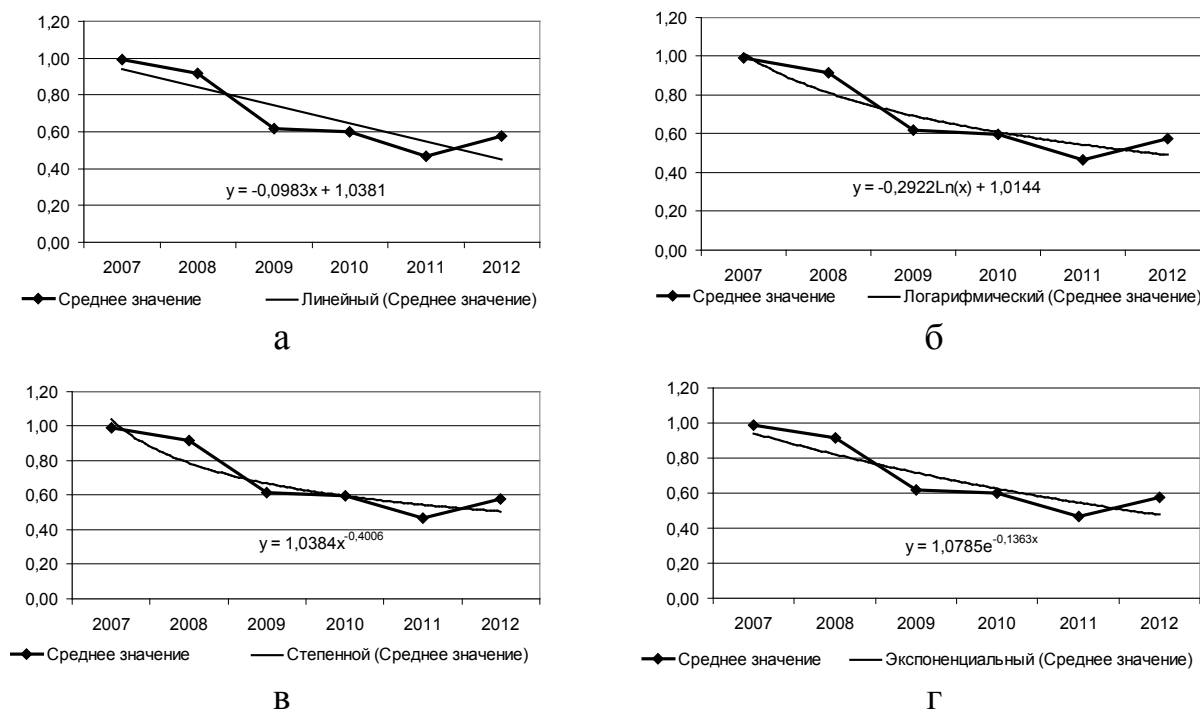 1,20
1,00
0,80
0,60
0,40
0,20
0,00
y = -0,0983x + 1,0381
2007 2008 2009 2010 2011 2012
Среднее значение Линейный (Среднее значение)
а
1,20
1,00
0,80
0,60
0,40
0,20
0,00
y = -0,2922Ln(x) + 1,0144
2007 2008 2009 2010 2011 2012
Среднее значение Логарифмический (Среднее значение)
б
1,20
1,00
0,80
0,60
0,40
0,20
0,00
y = 1,0384x^-0,4006
2007 2008 2009 2010 2011 2012
Среднее значение Степенной (Среднее значение)
в
1,20
1,00
0,80
0,60
0,40
0,20
0,00
y = 1,0785e^-0,1363x
2007 2008 2009 2010 2011 2012
Среднее значение Экспоненциальный (Среднее значение)
г